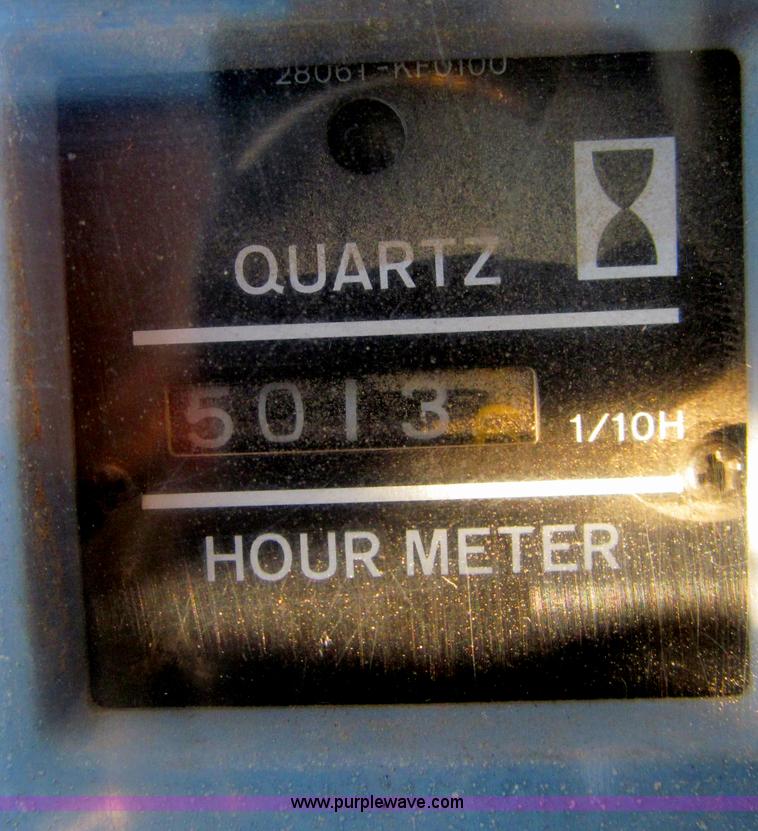 28061-KF0100
QUARTZ
5013
1/10H
HOUR METER
www.purplewave.com